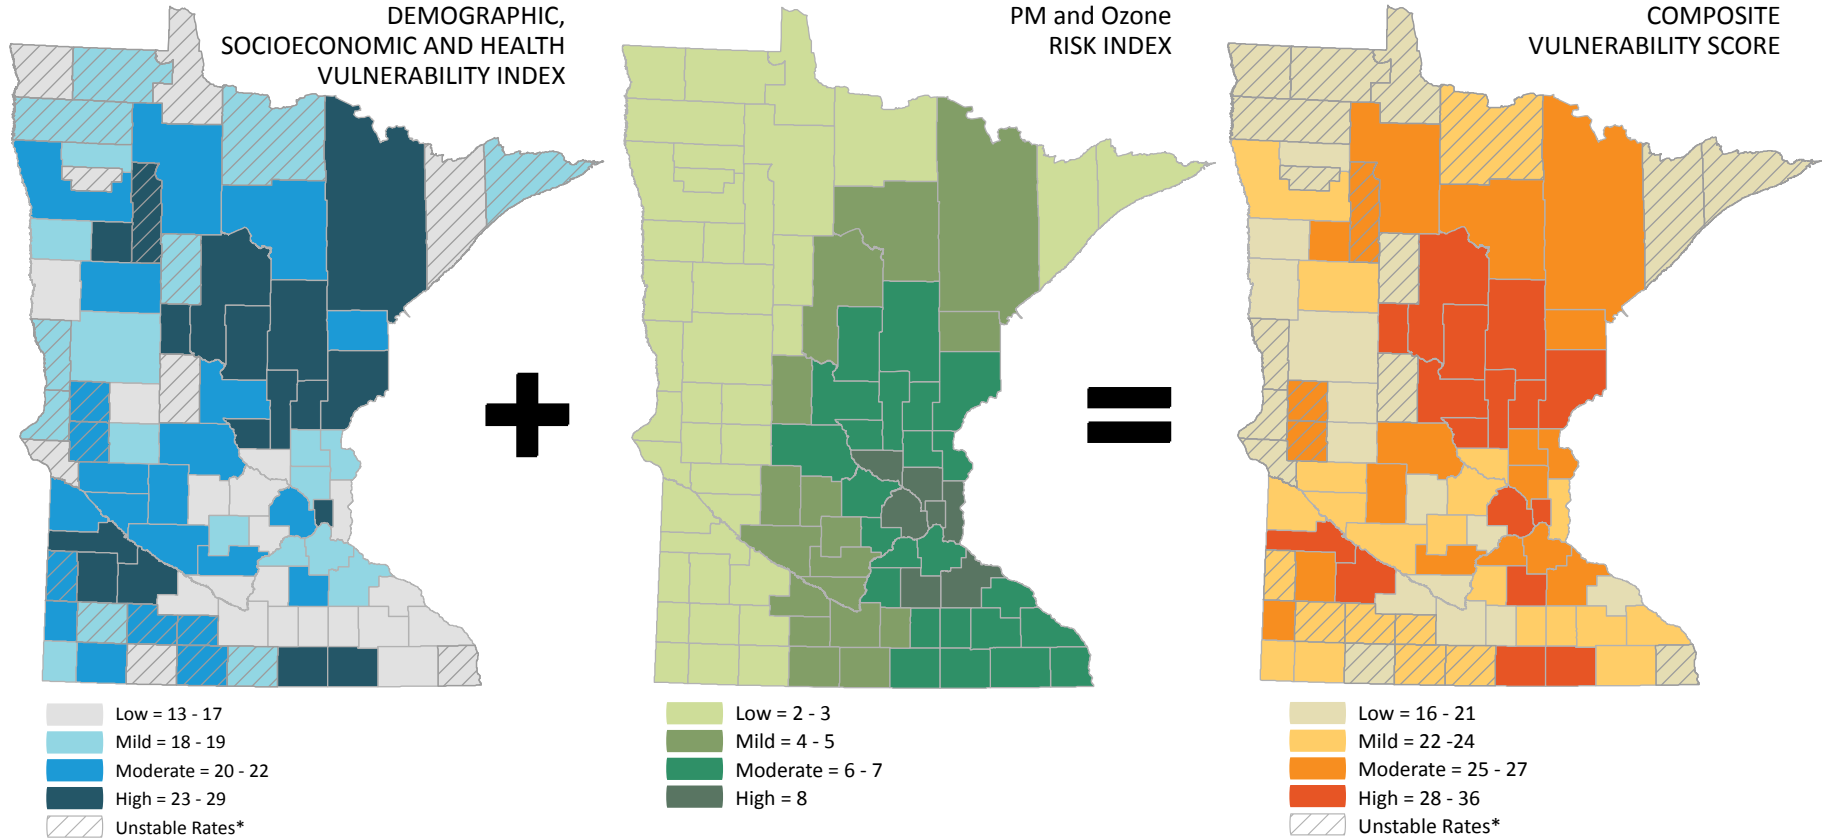 DEMOGRAPHIC,
SOCIOECONOMIC AND HEALTH
VULNERABILITY INDEX
PM and Ozone
RISK INDEX
COMPOSITE
VULNERABILITY SCORE
+
=
Low = 13 - 17
Mild = 18 - 19
Moderate = 20 - 22
High = 23 - 29
Unstable Rates*
Low = 2 - 3
Mild = 4 - 5
Moderate = 6 - 7
High = 8
Low = 16 - 21
Mild = 22 -24
Moderate = 25 - 27
High = 28 - 36
Unstable Rates*